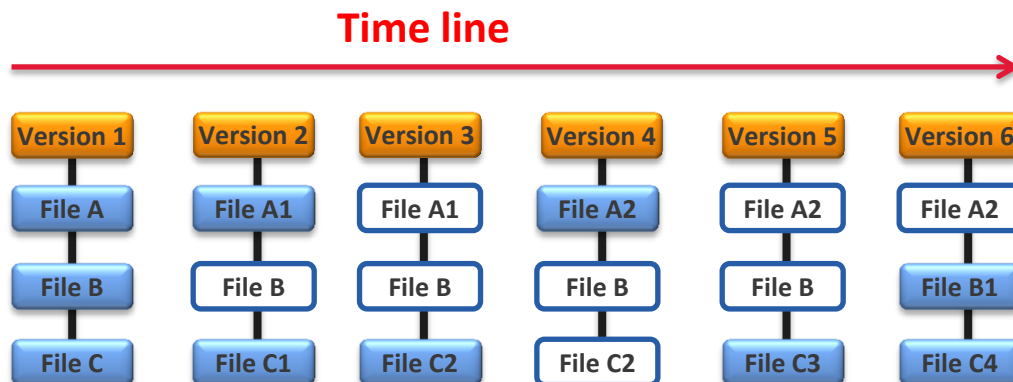 Time line
Version 1 Version 2 Version 3 Version 4 Version 5 Version 6
File A File A1 File A1 File A2 File A2 File A2
File B File B File B File B File B File B1
File C File C1 File C2 File C2 File C3 File C4